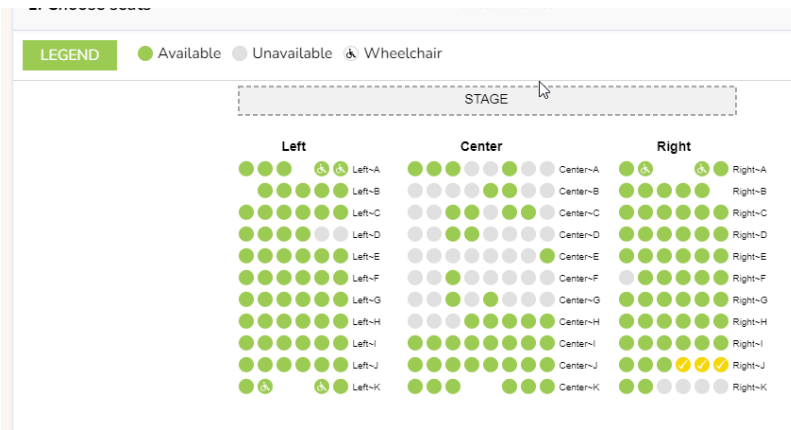 LEGEND Available Unavailable Wheelchair
STAGE
Left Center Right
Left~A Center~A Right~A
Left~B Center~B Right~B
Left~C Center~C Right~C
Left~D Center~D Right~D
Left~E Center~E Right~E
Left~F Center~F Right~F
Left~G Center~G Right~G
Left~H Center~H Right~H
Left~I Center~I Right~I
Left~J Center~J Right~J
Left~K Center~K Right~K